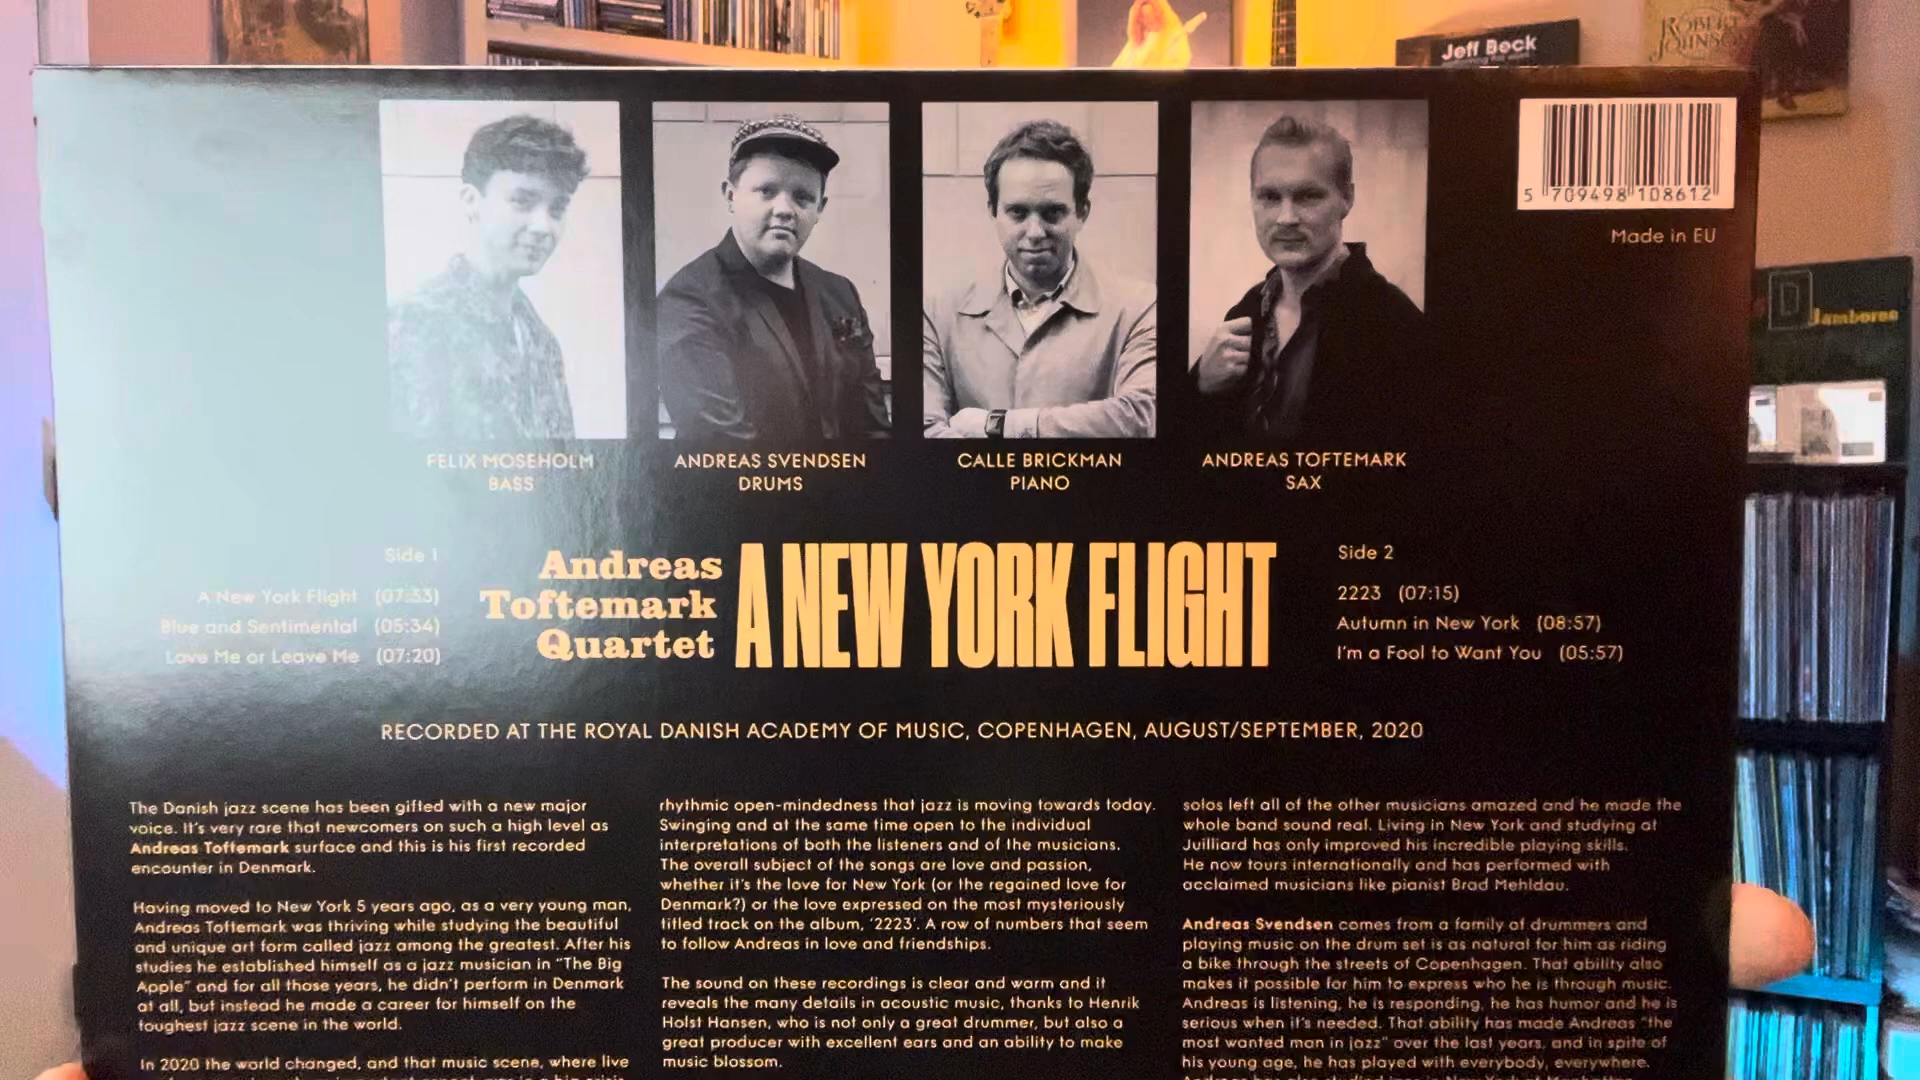 Jeff Beck
ROBERT
JOHNSON
5 709498 108612
Made in EU
D
Jamboree
FELIX MOSEHOLM
BASS
ANDREAS SVENDSEN
DRUMS
CALLE BRICKMAN
PIANO
ANDREAS TOFTEMARK
SAX
Side 1
A New York Flight (07:33)
Blue and Sentimental (05:34)
Love Me or Leave Me (07:20)
Andreas
Toftemark
Quartet
A NEW YORK FLIGHT
Side 2
2223 (07:15)
Autumn in New York (08:57)
I'm a Fool to Want You (05:57)
RECORDED AT THE ROYAL DANISH ACADEMY OF MUSIC, COPENHAGEN, AUGUST/SEPTEMBER, 2020
The Danish jazz scene has been gifted with a new major
voice. It's very rare that newcomers on such a high level as
Andreas Toftemark surface and this is his first recorded
encounter in Denmark.
Having moved to New York 5 years ago, as a very young man,
Andreas Toftemark was thriving while studying the beautiful
and unique art form called jazz among the greatest. After his
studies he established himself as a jazz musician in "The Big
Apple" and for all those years, he didn't perform in Denmark
at all, but instead he made a career for himself on the
toughest jazz scene in the world.
In 2020 the world changed, and that music scene, where live
rhythmic open-mindedness that jazz is moving towards today.
Swinging and at the same time open to the individual
interpretations of both the listeners and of the musicians.
The overall subject of the songs are love and passion,
whether it's the love for New York (or the regained love for
Denmark?) or the love expressed on the most mysteriously
titled track on the album, '2223'. A row of numbers that seem
to follow Andreas in love and friendships.
The sound on these recordings is clear and warm and it
reveals the many details in acoustic music, thanks to Henrik
Holst Hansen, who is not only a great drummer, but also a
great producer with excellent ears and an ability to make
music blossom.
solos left all of the other musicians amazed and he made the
whole band sound real. Living in New York and studying at
Juilliard has only improved his incredible playing skills.
He now tours internationally and has performed with
acclaimed musicians like pianist Brad Mehldau.
Andreas Svendsen comes from a family of drummers and
playing music on the drum set is as natural for him as riding
a bike through the streets of Copenhagen. That ability also
makes it possible for him to express who he is through music.
Andreas is listening, he is responding, he has humor and he is
serious when it's needed. That ability has made Andreas "the
most wanted man in jazz" over the last years, and in spite of
his young age, he has played with everybody, everywhere.